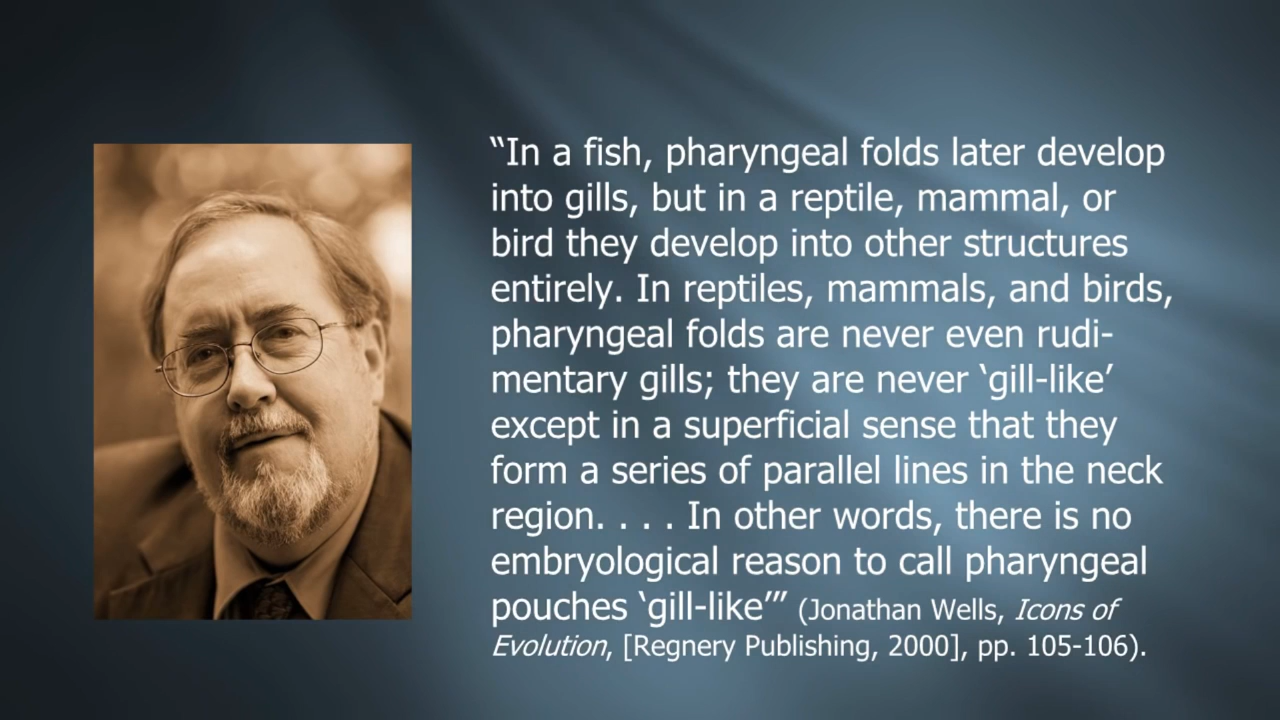 “In a fish, pharyngeal folds later develop
into gills, but in a reptile, mammal, or
bird they develop into other structures
entirely. In reptiles, mammals, and birds,
pharyngeal folds are never even rudi-
mentary gills; they are never ‘gill-like’
except in a superficial sense that they
form a series of parallel lines in the neck
region. . . . In other words, there is no
embryological reason to call pharyngeal
pouches ‘gill-like’” (Jonathan Wells, Icons of
Evolution, [Regnery Publishing, 2000], pp. 105-106).